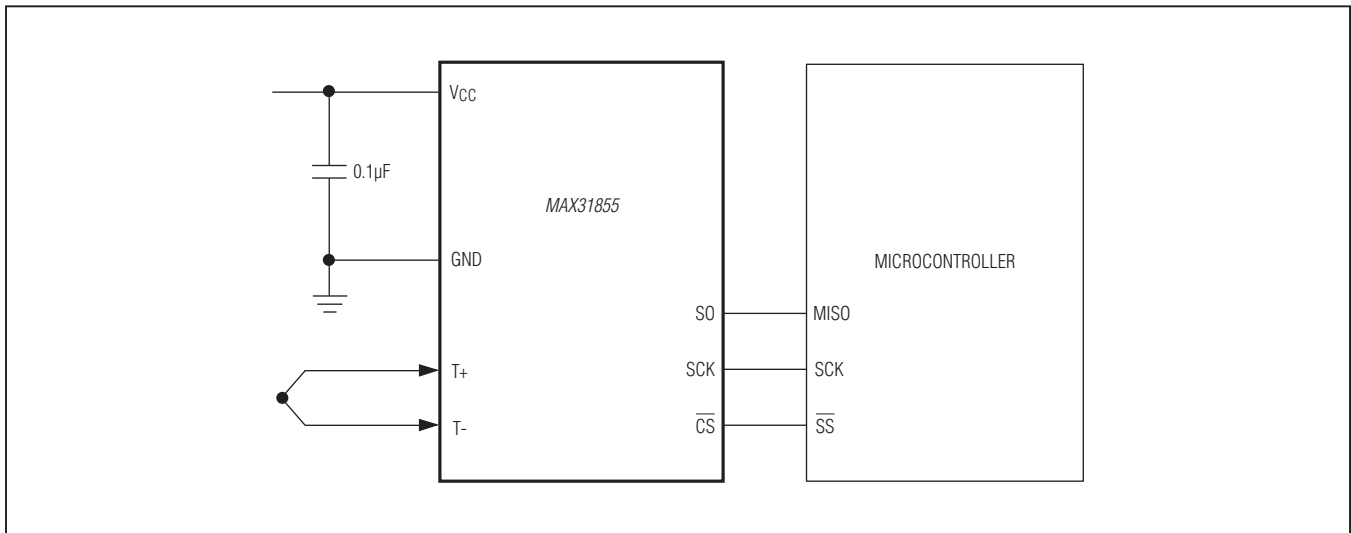 VCC
0.1µF
MAX31855
GND
MICROCONTROLLER
SO
MISO
T+
SCK
SCK
T-
CS
SS